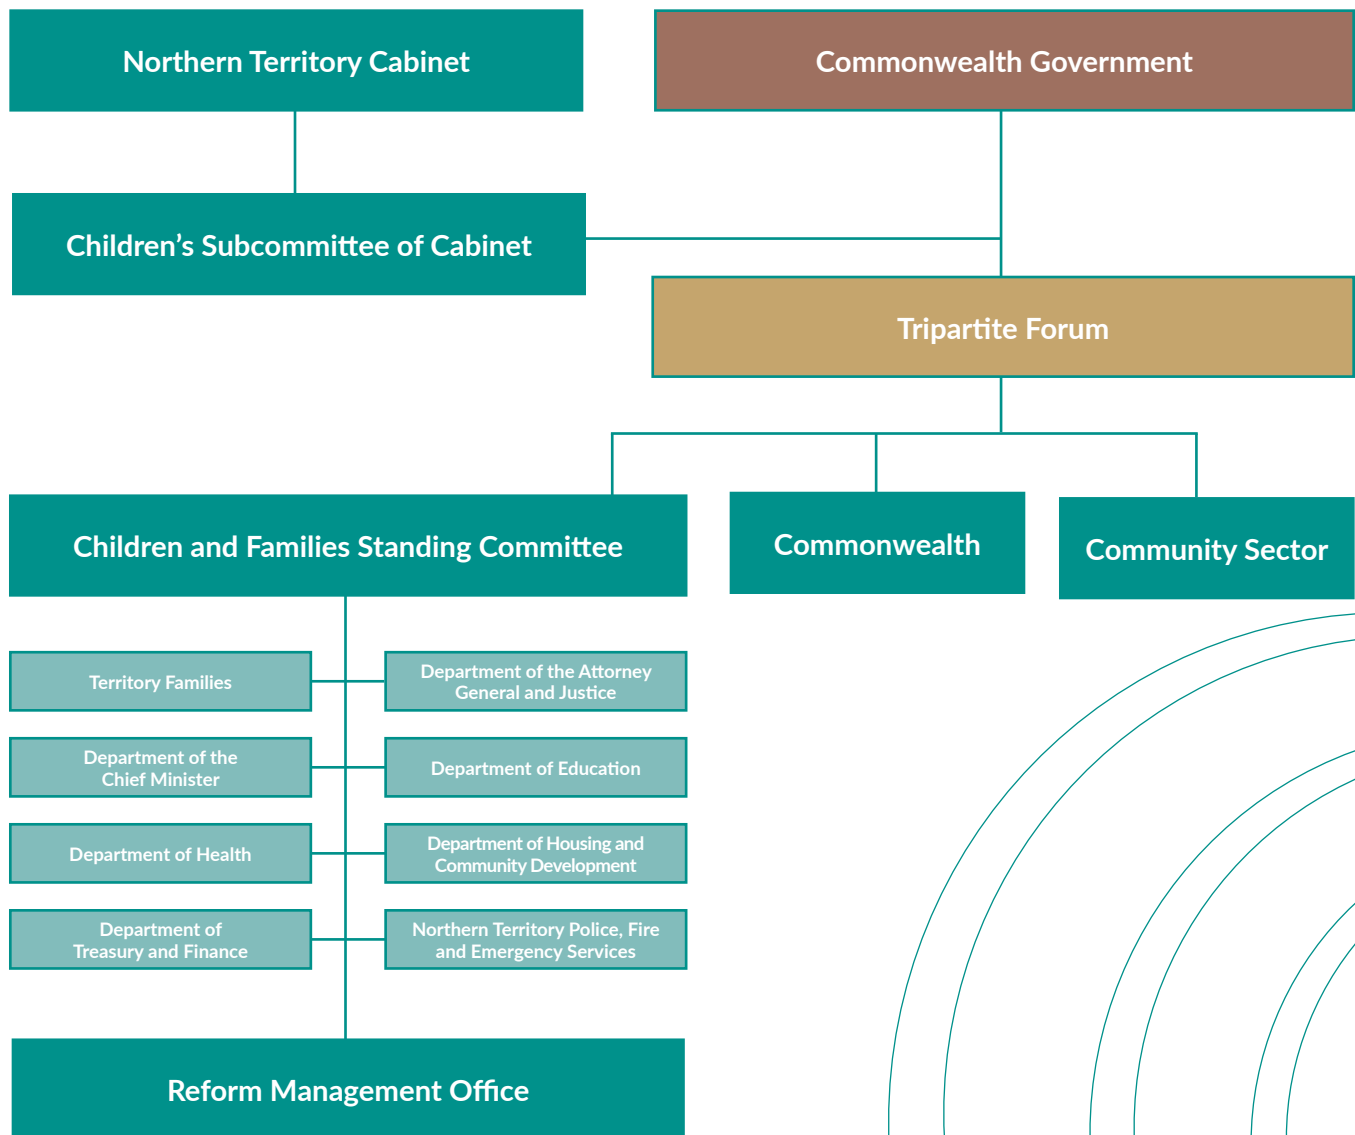 Northern Territory Cabinet
Commonwealth Government
Children’s Subcommittee of Cabinet
Tripartite Forum
Children and Families Standing Committee
Commonwealth
Community Sector
Territory Families
Department of the Attorney
General and Justice
Department of the
Chief Minister
Department of Education
Department of Health
Department of Housing and
Community Development
Department of
Treasury and Finance
Northern Territory Police, Fire
and Emergency Services
Reform Management Office